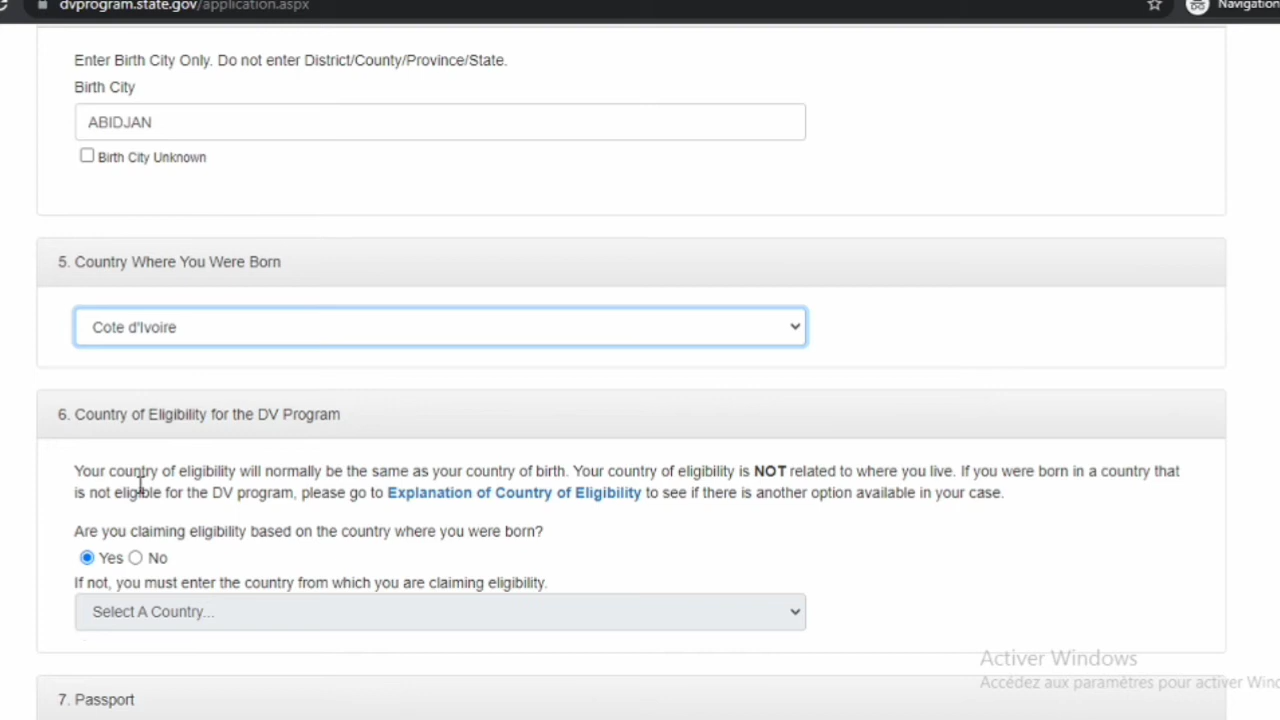 dvprogram.state.gov/application.aspx
Navigation
Enter Birth City Only. Do not enter District/County/Province/State.
Birth City
ABIDJAN
Birth City Unknown
5. Country Where You Were Born
Cote d'Ivoire
6. Country of Eligibility for the DV Program
Your country of eligibility will normally be the same as your country of birth. Your country of eligibility is NOT related to where you live. If you were born in a country that
is not eligible for the DV program, please go to Explanation of Country of Eligibility to see if there is another option available in your case.
Are you claiming eligibility based on the country where you were born?
Yes No
If not, you must enter the country from which you are claiming eligibility.
Select A Country...
Activer Windows
Accédez aux paramètres pour activer Winc
7. Passport